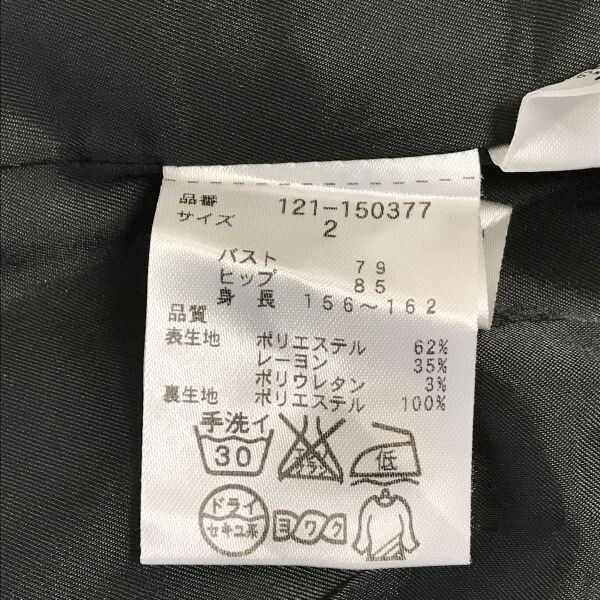 品番 121-150377
サイズ 2
バスト 79
ヒップ 85
身長 156～162
品質
表生地 ポリエステル 62%
レーヨン 35%
ポリウレタン 3%
裏生地 ポリエステル 100%
手洗イ
30
低
ドライ
セキユ系
ヨワク